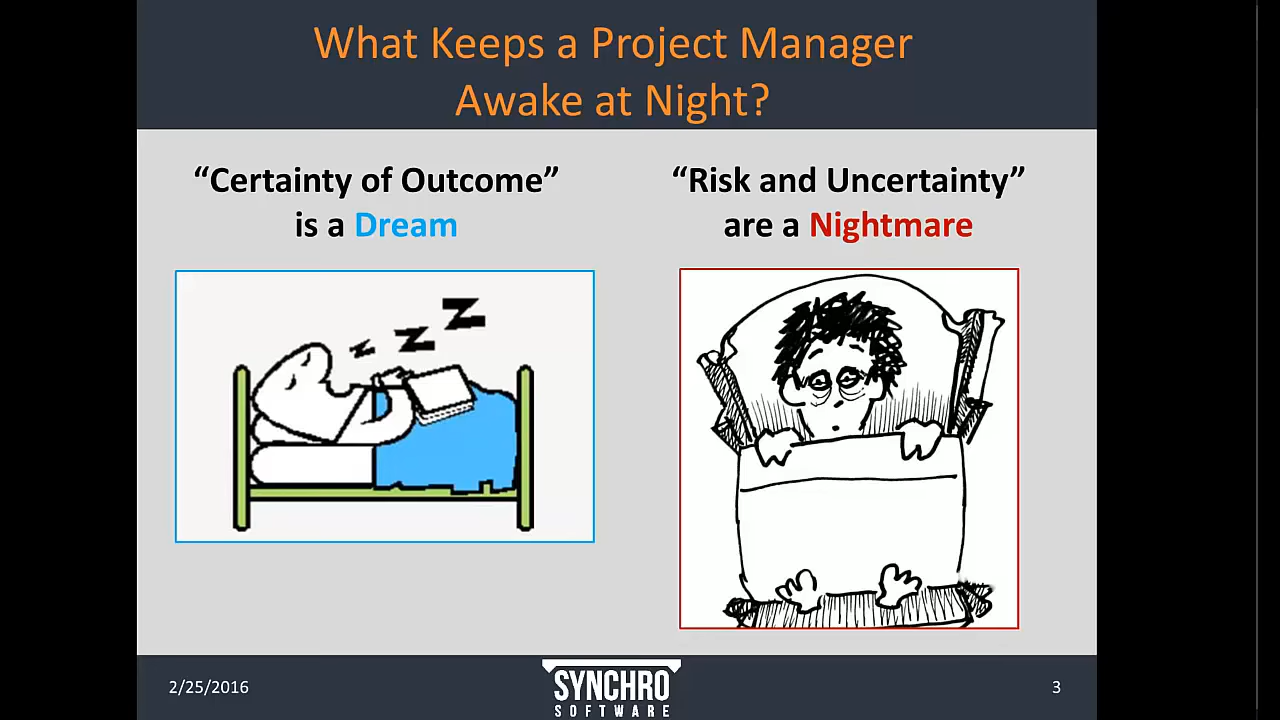 What Keeps a Project Manager
Awake at Night?
“Certainty of Outcome”
is a Dream
“Risk and Uncertainty”
are a Nightmare
z z z
2/25/2016
SYNCHRO
SOFTWARE
3